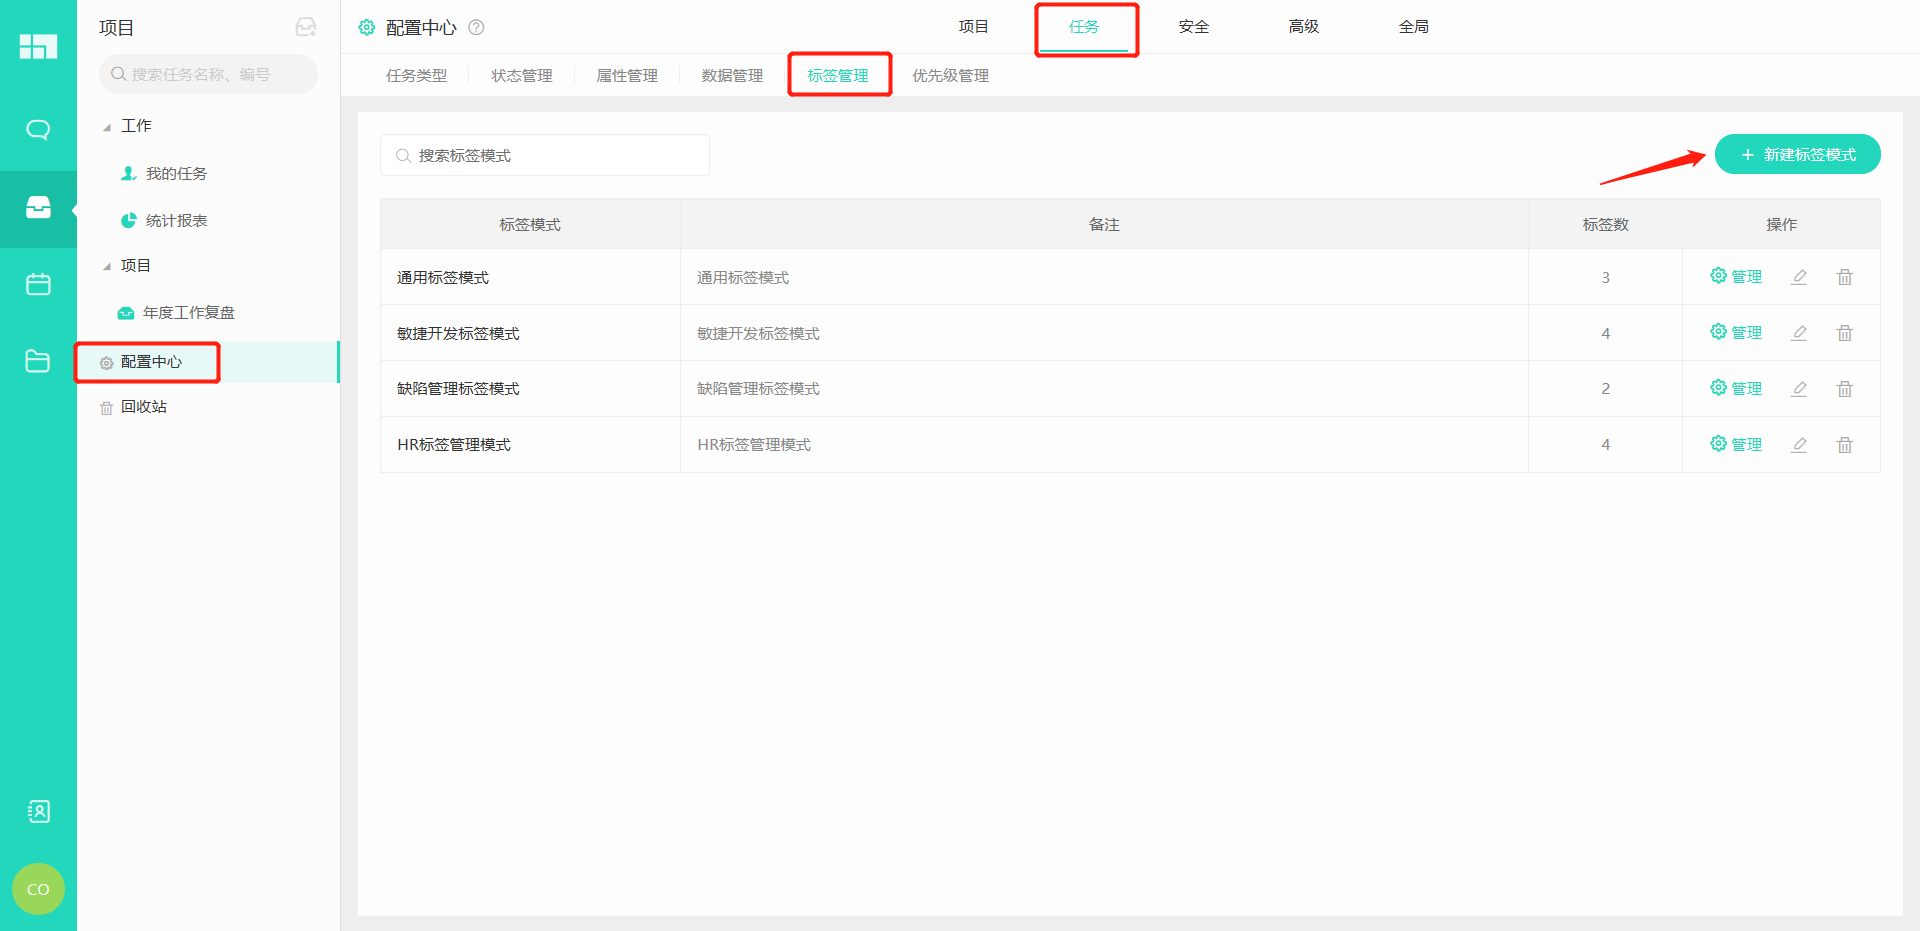 项目
搜索任务名称、编号
工作
我的任务
统计报表
项目
年度工作复盘
配置中心
回收站
CO
配置中心 ?
项目 任务 安全 高级 全局
任务类型 状态管理 属性管理 数据管理 标签管理 优先级管理
搜索标签模式
+ 新建标签模式
标签模式 备注 标签数 操作
通用标签模式 通用标签模式 3 管理
敏捷开发标签模式 敏捷开发标签模式 4 管理
缺陷管理标签模式 缺陷管理标签模式 2 管理
HR标签管理模式 HR标签管理模式 4 管理